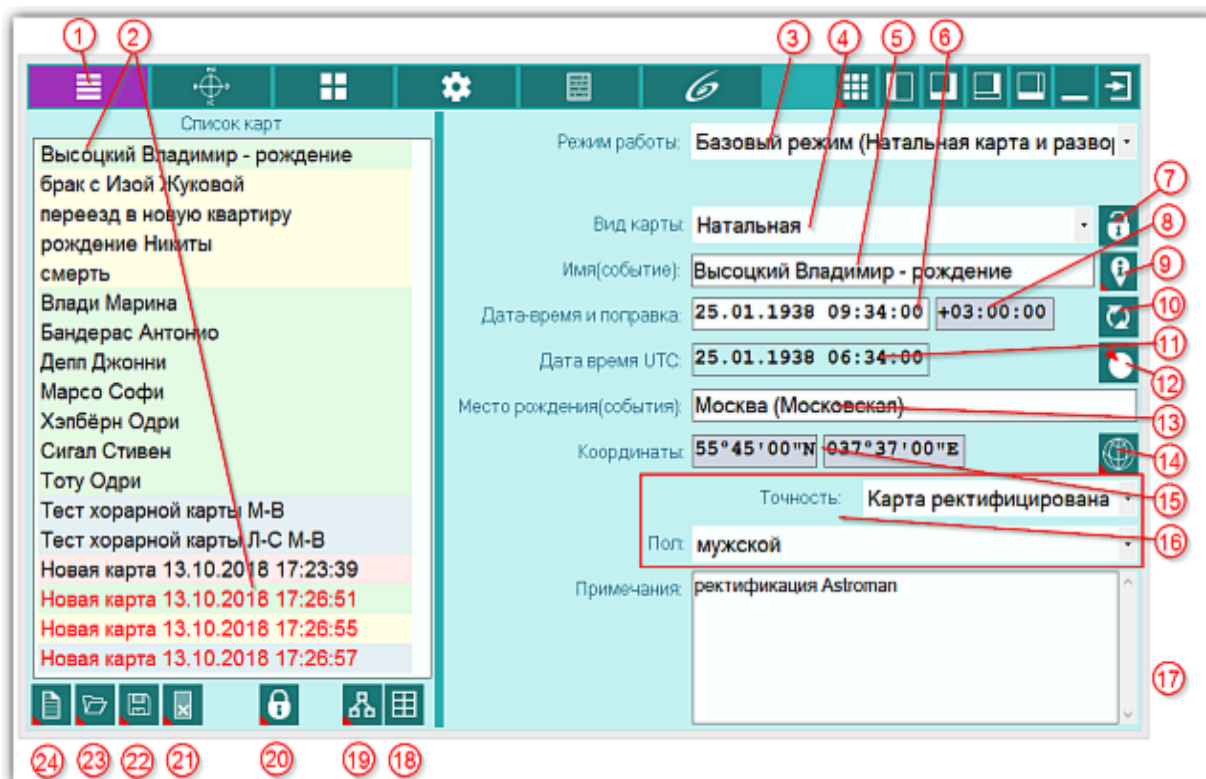 1 2 3 4 5 6
Список карт
Высоцкий Владимир - рождение
брак с Изой Жуковой
переезд в новую квартиру
рождение Никиты
смерть
Влади Марина
Бандерас Антонио
Депп Джонни
Марсо Софи
Хэпбёрн Одри
Сигал Стивен
Тоту Одри
Тест хорарной карты М-В
Тест хорарной карты Л-С М-В
Новая карта 13.10.2018 17:23:39
Новая карта 13.10.2018 17:26:51
Новая карта 13.10.2018 17:26:55
Новая карта 13.10.2018 17:26:57
Режим работы: Базовый режим (Натальная карта и развор
Вид карты: Натальная
Имя(событие): Высоцкий Владимир - рождение
Дата-время и поправка: 25.01.1938 09:34:00 +03:00:00
Дата время UTC: 25.01.1938 06:34:00
Место рождения(события): Москва (Московская)
Координаты: 55°45'00"N 037°37'00"E
Точность: Карта ректифицирована
Пол: мужской
Примечания: ректификация Astroman
7
8
9
10
11
12
13
14
15
16
17
24 23 22 21 20 19 18